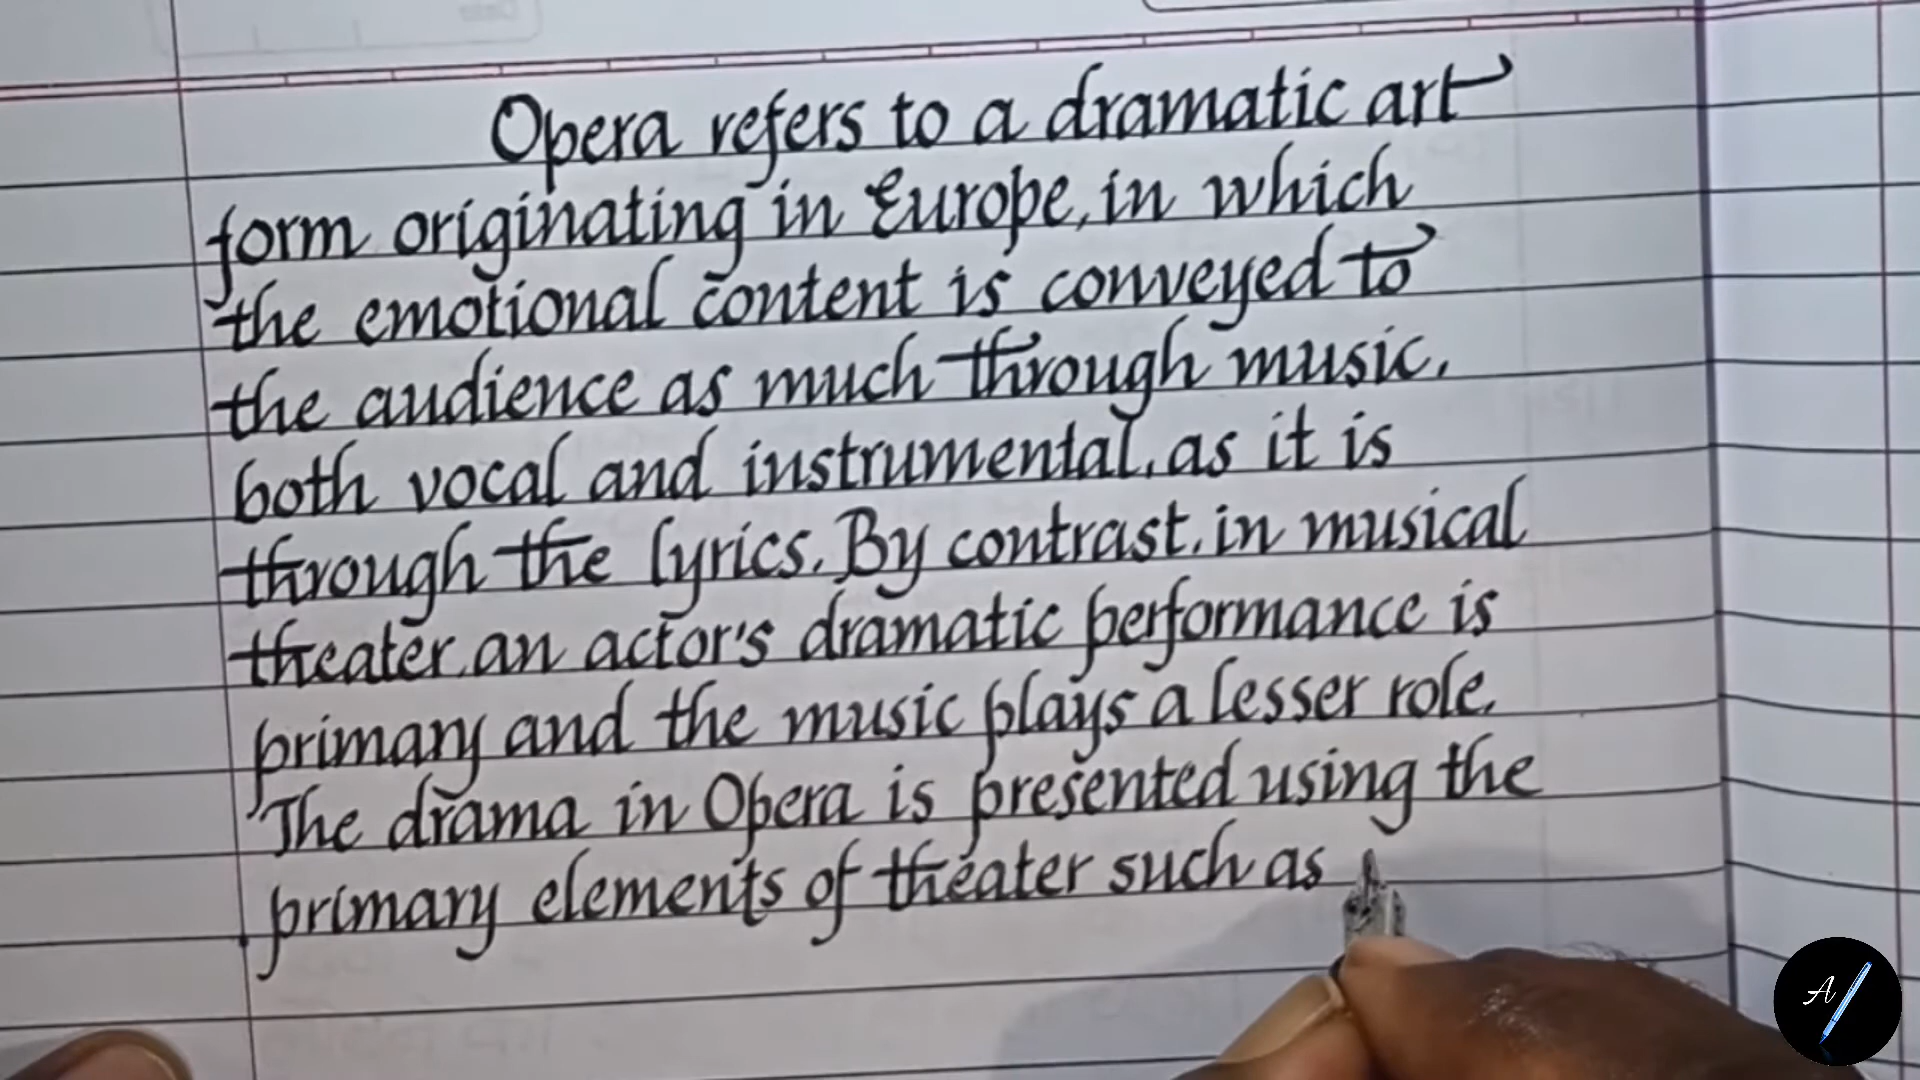 Opera refers to a dramatic art
form originating in Europe, in which
the emotional content is conveyed to
the audience as much through music,
both vocal and instrumental, as it is
through the lyrics. By contrast, in musical
theater, an actor's dramatic performance is
primary and the music plays a lesser role.
The drama in Opera is presented using the
primary elements of theater such as
A